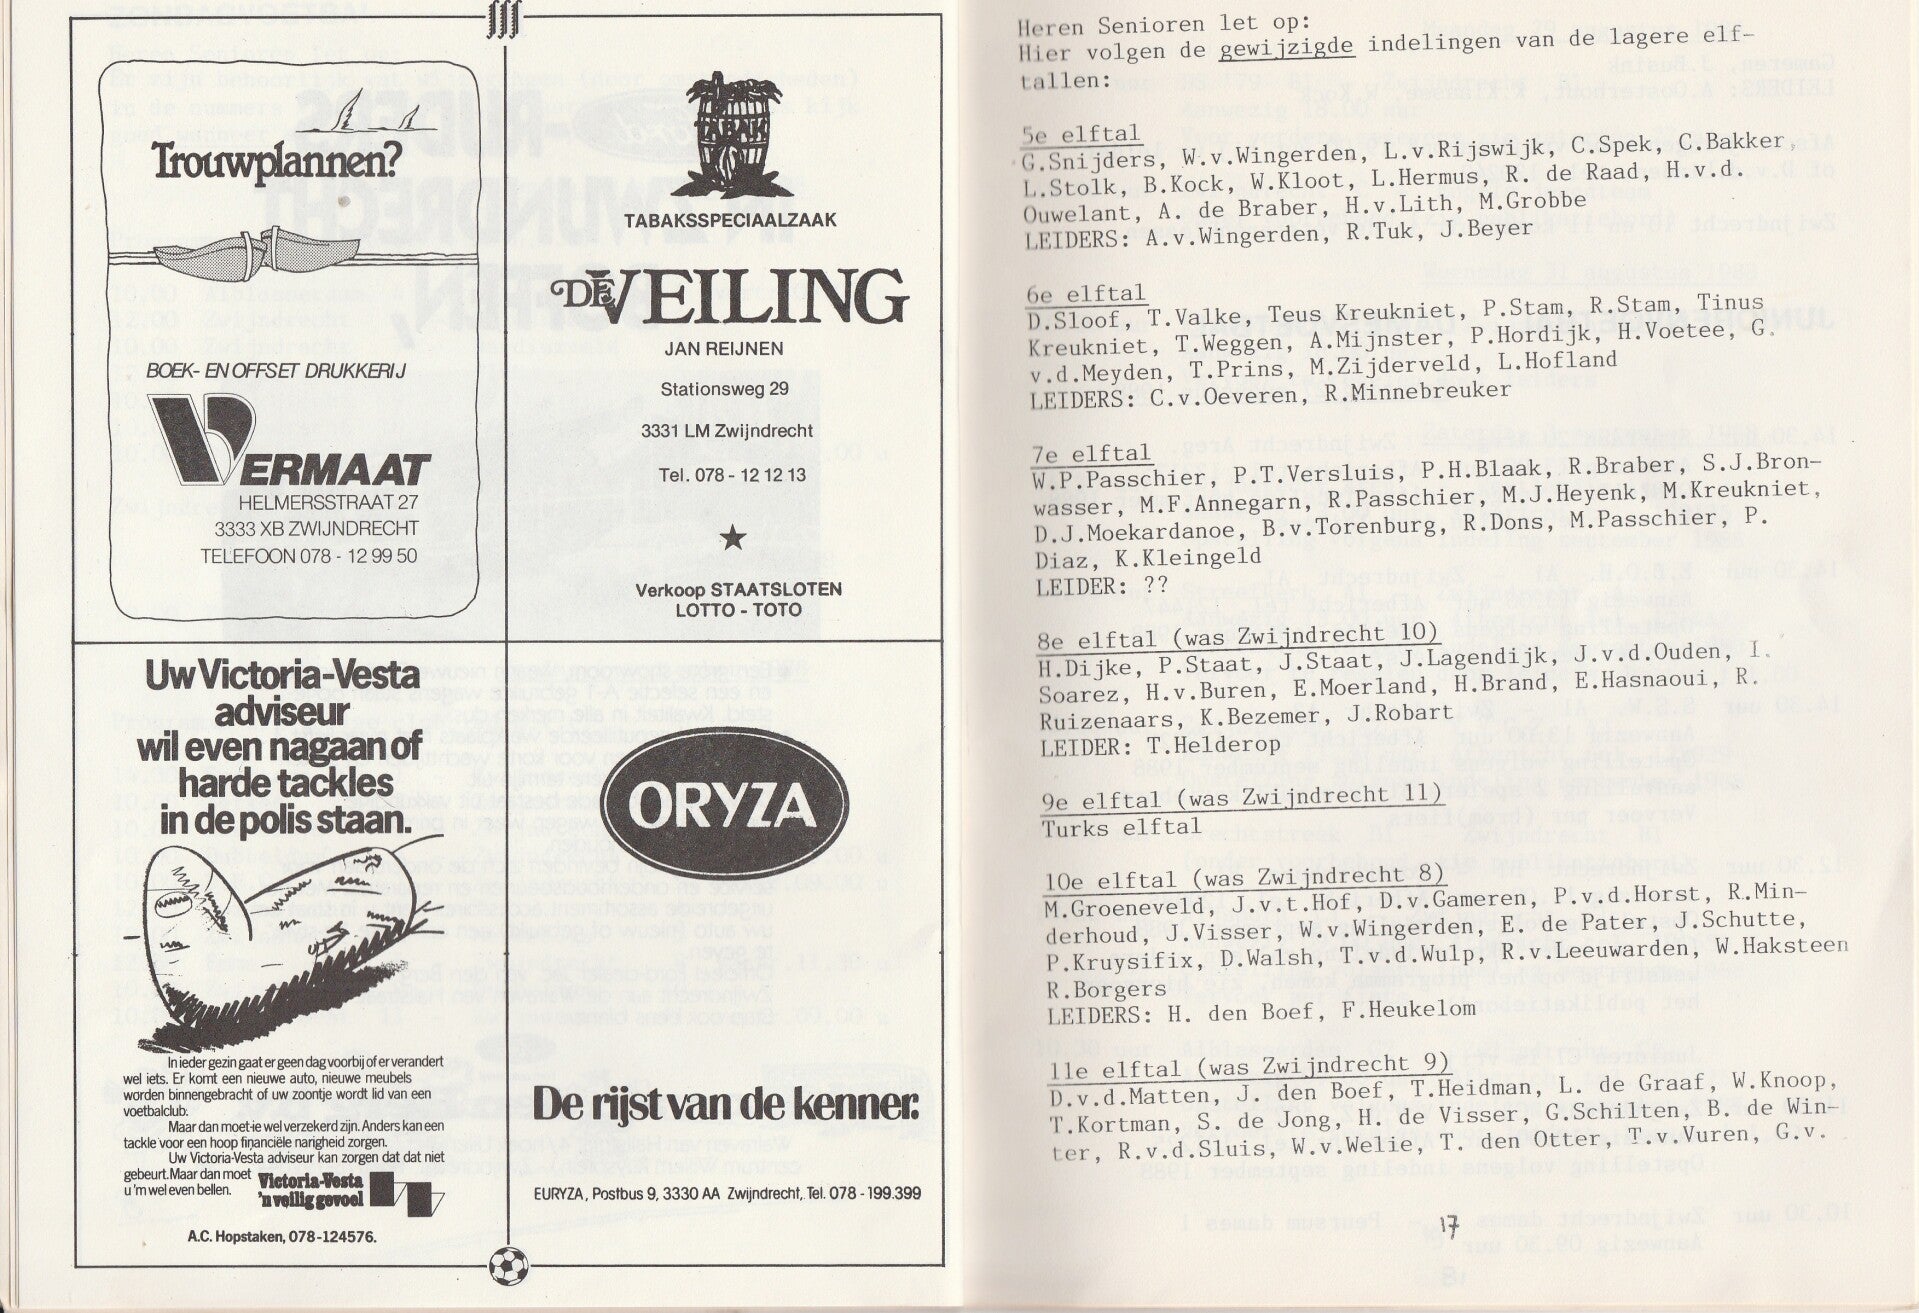 Trouwplannen?
BOEK- EN OFFSET DRUKKERIJ
VERMAAT
HELMERSSTRAAT 27
3333 XB ZWIJNDRECHT
TELEFOON 078 - 12 99 50
TABAK
TABAKSSPECIAALZAAK
DE VEILING
JAN REIJNEN
Stationsweg 29
3331 LM Zwijndrecht
Tel. 078 - 12 12 13
Verkoop STAATSLOTEN
LOTTO - TOTO
Uw Victoria-Vesta
adviseur
wil even nagaan of
harde tackles
in de polis staan.
In ieder gezin gaat er geen dag voorbij of er verandert
wel iets. Er komt een nieuwe auto, nieuwe meubels
worden binnengebracht of uw zoontje wordt lid van een
voetbalclub.
Maar dan moet-ie wel verzekerd zijn. Anders kan een
tackle voor een hoop financiële narigheid zorgen.
Uw Victoria-Vesta adviseur kan zorgen dat dat niet
gebeurt. Maar dan moet
u 'm wel even bellen.
Victoria-Vesta
'n veilig gevoel
A.C. Hopstaken, 078-124576.
ORYZA
De rijst van de kenner.
EURYZA, Postbus 9, 3330 AA Zwijndrecht, Tel. 078 - 199.399
Heren Senioren let op:
Hier volgen de gewijzigde indelingen van de lagere elf-
tallen:
5e elftal
G.Snijders, W.v.Wingerden, L.v.Rijswijk, C.Spek, C.Bakker,
L.Stolk, B.Kock, W.Kloot, L.Hermus, R. de Raad, H.v.d.
Ouwelant, A. de Braber, H.v.Lith, M.Grobbe
LEIDERS: A.v.Wingerden, R.Tuk, J.Beyer
6e elftal
D.Sloof, T.Valke, Teus Kreukniet, P.Stam, R.Stam, Tinus
Kreukniet, T.Weggen, A.Mijnster, P.Hordijk, H.Voetee, G.
v.d.Meyden, T.Prins, M.Zijderveld, L.Hofland
LEIDERS: C.v.Oeveren, R.Minnebreuker
7e elftal
W.P.Passchier, P.T.Versluis, P.H.Blaak, R.Braber, S.J.Bron-
wasser, M.F.Annegarn, R.Passchier, M.J.Heyenk, M.Kreukniet,
D.J.Moekardanoe, B.v.Torenburg, R.Dons, M.Passchier, P.
Diaz, K.Kleingeld
LEIDER: ??
8e elftal (was Zwijndrecht 10)
H.Dijke, P.Staat, J.Staat, J.Lagendijk, J.v.d.Ouden, I.
Soarez, H.v.Buren, E.Moerland, H.Brand, E.Hasnaoui, R.
Ruizenaars, K.Bezemer, J.Robart
LEIDER: T.Helderop
9e elftal (was Zwijndrecht 11)
Turks elftal
10e elftal (was Zwijndrecht 8)
M.Groeneveld, J.v.t.Hof, D.v.Gameren, P.v.d.Horst, R.Min-
derhoud, J.Visser, W.v.Wingerden, E. de Pater, J.Schutte,
P.Kruysifix, D.Walsh, T.v.d.Wulp, R.v.Leeuwarden, W.Haksteen
R.Borgers
LEIDERS: H. den Boef, F.Heukelom
11e elftal (was Zwijndrecht 9)
D.v.d.Matten, J. den Boef, T.Heidman, L. de Graaf, W.Knoop,
T.Kortman, S. de Jong, H. de Visser, G.Schilten, B. de Win-
ter, R.v.d.Sluis, W.v.Welie, T. den Otter, T.v.Vuren, G.v.
17